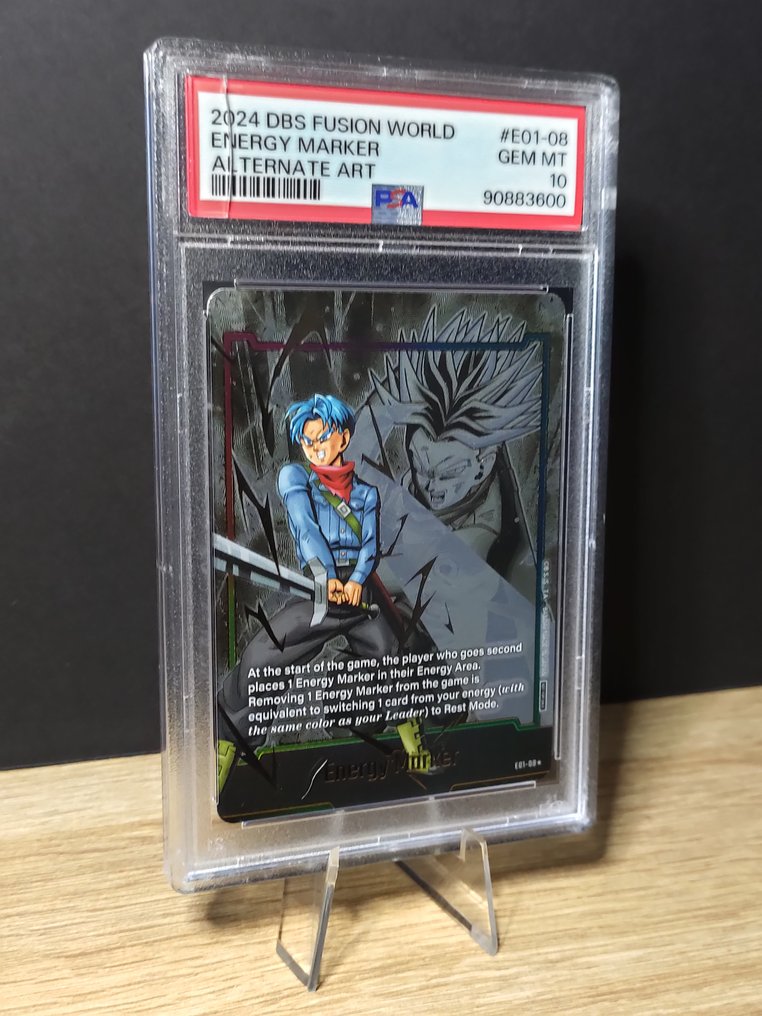 2024 DBS FUSION WORLD #E01-08
ENERGY MARKER GEM MT
ALTERNATE ART 10
PSA 90883600
At the start of the game, the player who goes second
places 1 Energy Marker in their Energy Area.
Removing 1 Energy Marker from the game is
equivalent to switching 1 card from your energy (with
the same color as your Leader) to Rest Mode.
Energy Marker
E01-08★